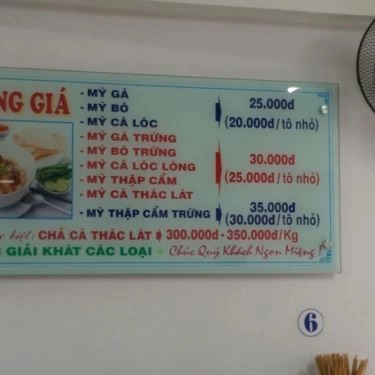 NG GIÁ
- MỲ GÀ
- MỲ BÒ
- MỲ CÁ LÓC
25.000đ
(20.000đ/tô nhỏ)
- MỲ GÀ TRỨNG
- MỲ BÒ TRỨNG
- MỲ CÁ LÓC LÒNG
- MỲ THẬP CẨM
- MỲ CÁ THÁC LÁT
30.000đ
(25.000đ/tô nhỏ)
- MỲ THẬP CẨM TRỨNG
35.000đ
(30.000đ/tô nhỏ)
biệt: CHẢ CÁ THÁC LÁT 300.000đ - 350.000đ/Kg
GIẢI KHÁT CÁC LOẠI Chúc Quý Khách Ngon Miệng !
6